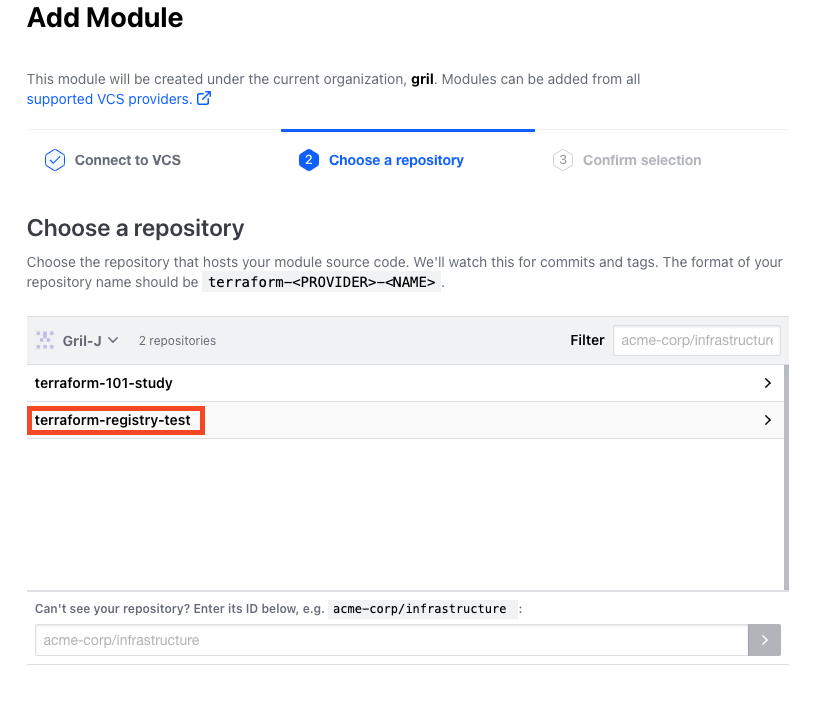 Add Module
This module will be created under the current organization, gril. Modules can be added from all
supported VCS providers.
Connect to VCS
2 Choose a repository
3 Confirm selection
Choose a repository
Choose the repository that hosts your module source code. We'll watch this for commits and tags. The format of your
repository name should be terraform-<PROVIDER>-<NAME> .
Gril-J 2 repositories Filter acme-corp/infrastructure
terraform-101-study
terraform-registry-test
Can't see your repository? Enter its ID below, e.g. acme-corp/infrastructure :
acme-corp/infrastructure